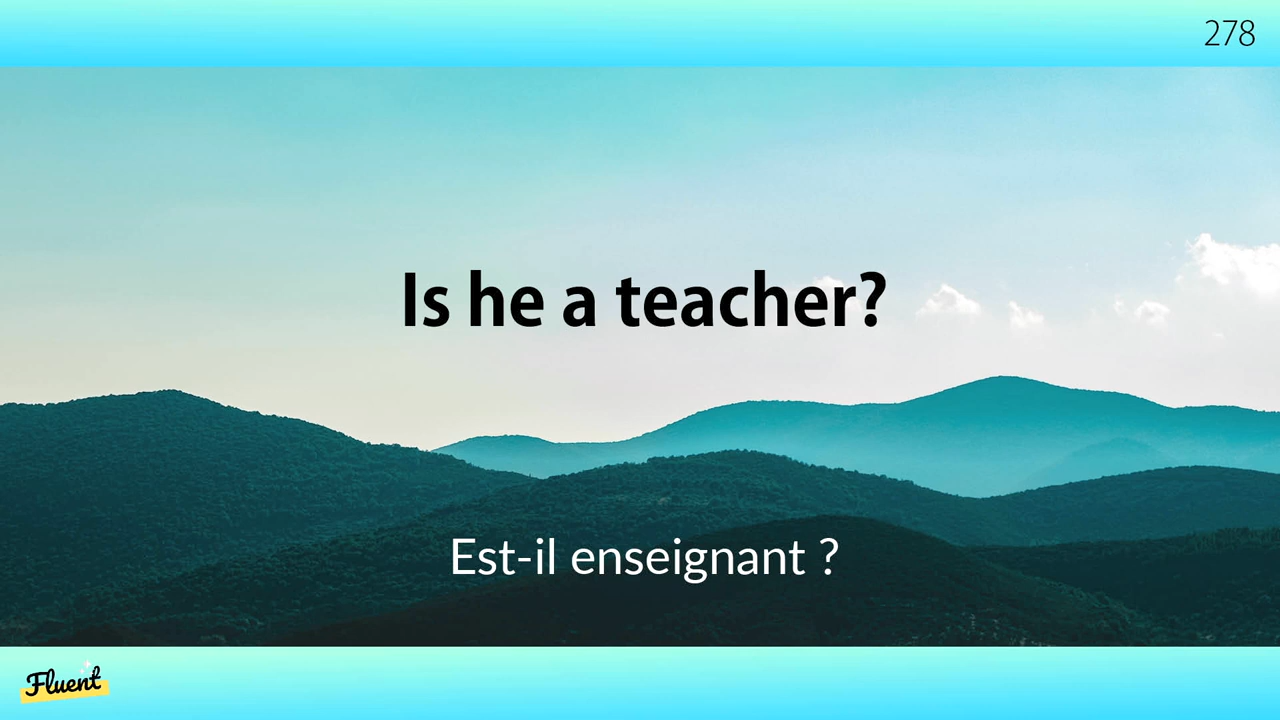 278
Is he a teacher?
Est-il enseignant ?
Fluent